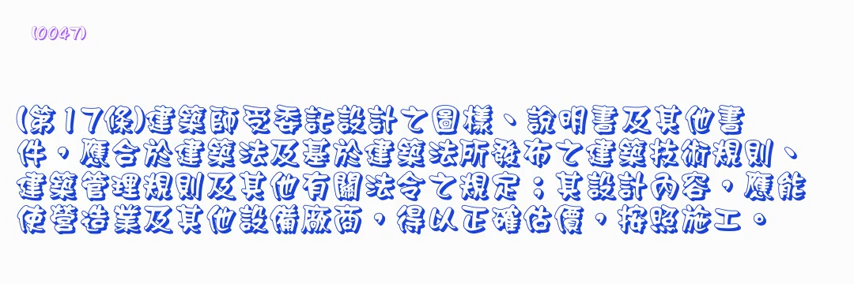 (0047)
(第17條)建築師受委託設計之圖樣、說明書及其他書
件，應合於建築法及基於建築法所發布之建築技術規則、
建築管理規則及其他有關法令之規定；其設計內容，應能
使營造業及其他設備廠商，得以正確估價，按照施工。